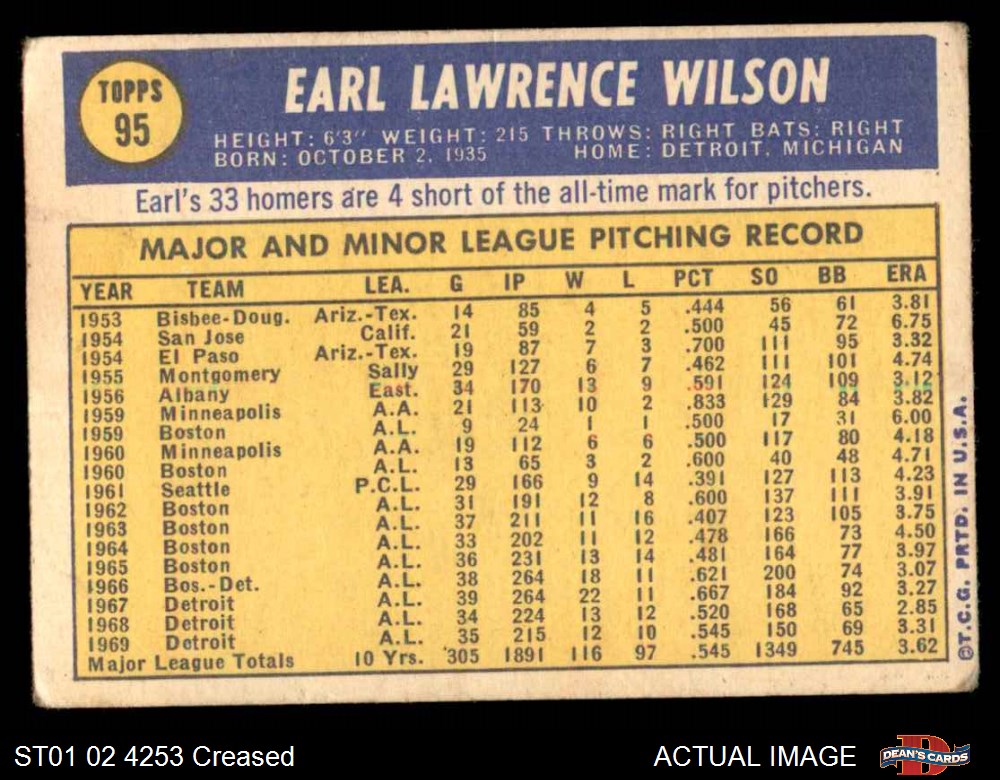 TOPPS
95
EARL LAWRENCE WILSON
HEIGHT: 6'3" WEIGHT: 215 THROWS: RIGHT BATS: RIGHT
BORN: OCTOBER 2, 1935 HOME: DETROIT, MICHIGAN
Earl's 33 homers are 4 short of the all-time mark for pitchers.
MAJOR AND MINOR LEAGUE PITCHING RECORD
YEAR TEAM LEA. G IP W L PCT SO BB ERA
1953 Bisbee-Doug. Ariz.-Tex. 14 85 4 5 .444 56 61 3.81
1954 San Jose Calif. 21 59 2 2 .500 45 72 6.75
1954 El Paso Ariz.-Tex. 19 87 7 3 .700 111 95 3.32
1955 Montgomery Sally 29 127 6 7 .462 111 101 4.74
1956 Albany East. 34 170 13 9 .591 124 109 3.12
1959 Minneapolis A.A. 21 113 10 2 .833 129 84 3.82
1959 Boston A.L. 9 24 1 1 .500 17 31 6.00
1960 Minneapolis A.A. 19 112 6 6 .500 117 80 4.18
1960 Boston A.L. 13 65 3 2 .600 40 48 4.71
1961 Seattle P.C.L. 29 166 9 14 .391 127 113 4.23
1962 Boston A.L. 31 191 12 8 .600 137 111 3.91
1963 Boston A.L. 37 211 11 16 .407 123 105 3.75
1964 Boston A.L. 33 202 11 12 .478 166 73 4.50
1965 Boston A.L. 36 231 13 14 .481 164 77 3.97
1966 Bos.-Det. A.L. 38 264 18 11 .621 200 74 3.07
1967 Detroit A.L. 39 264 22 11 .667 184 92 3.27
1968 Detroit A.L. 34 224 13 12 .520 168 65 2.85
1969 Detroit A.L. 35 215 12 10 .545 150 69 3.31
Major League Totals 10 Yrs. 305 1891 116 97 .545 1349 745 3.62
©T.C.G. PRTD. IN U.S.A.
ST01 02 4253 Creased
ACTUAL IMAGE
DEAN'S CARDS